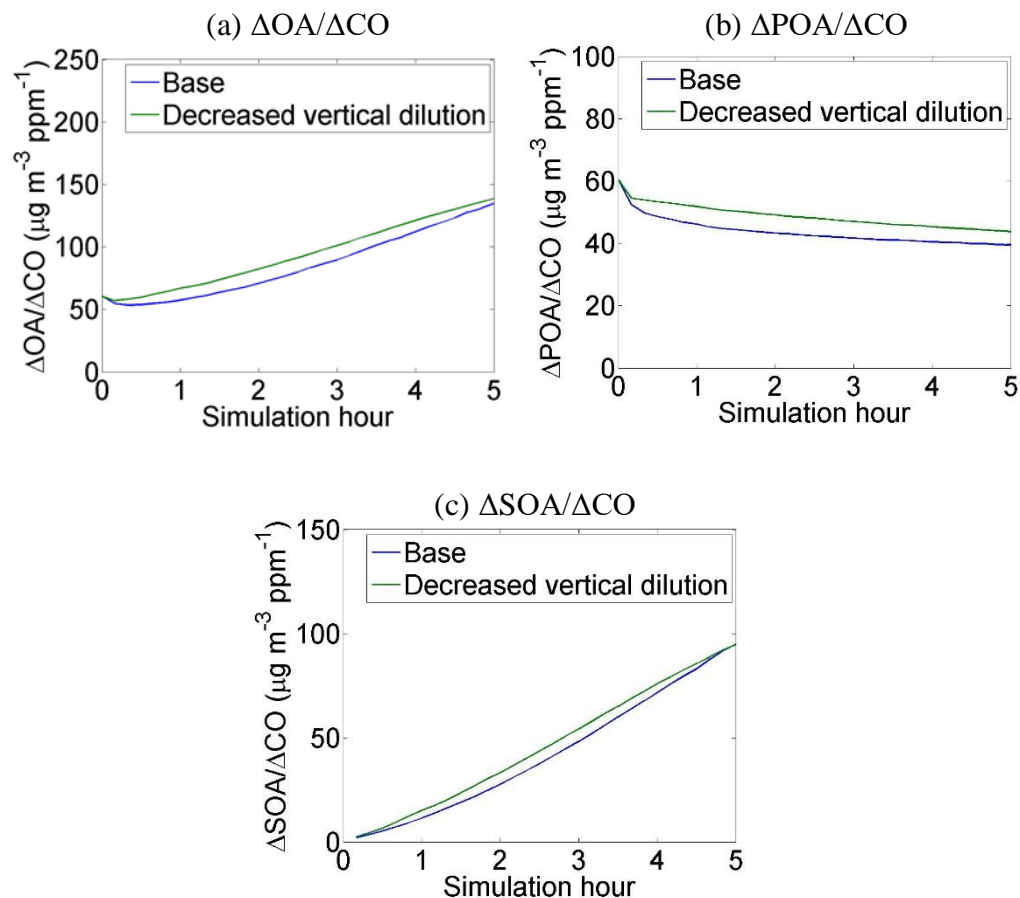 (a) ΔOA/ΔCO
ΔOA/ΔCO (μg m⁻³ ppm⁻¹)
250
200
150
100
50
0
Base
Decreased vertical dilution
0 1 2 3 4 5
Simulation hour
(b) ΔPOA/ΔCO
ΔPOA/ΔCO (μg m⁻³ ppm⁻¹)
100
80
60
40
20
0
Base
Decreased vertical dilution
0 1 2 3 4 5
Simulation hour
(c) ΔSOA/ΔCO
ΔSOA/ΔCO (μg m⁻³ ppm⁻¹)
150
100
50
0
Base
Decreased vertical dilution
0 1 2 3 4 5
Simulation hour